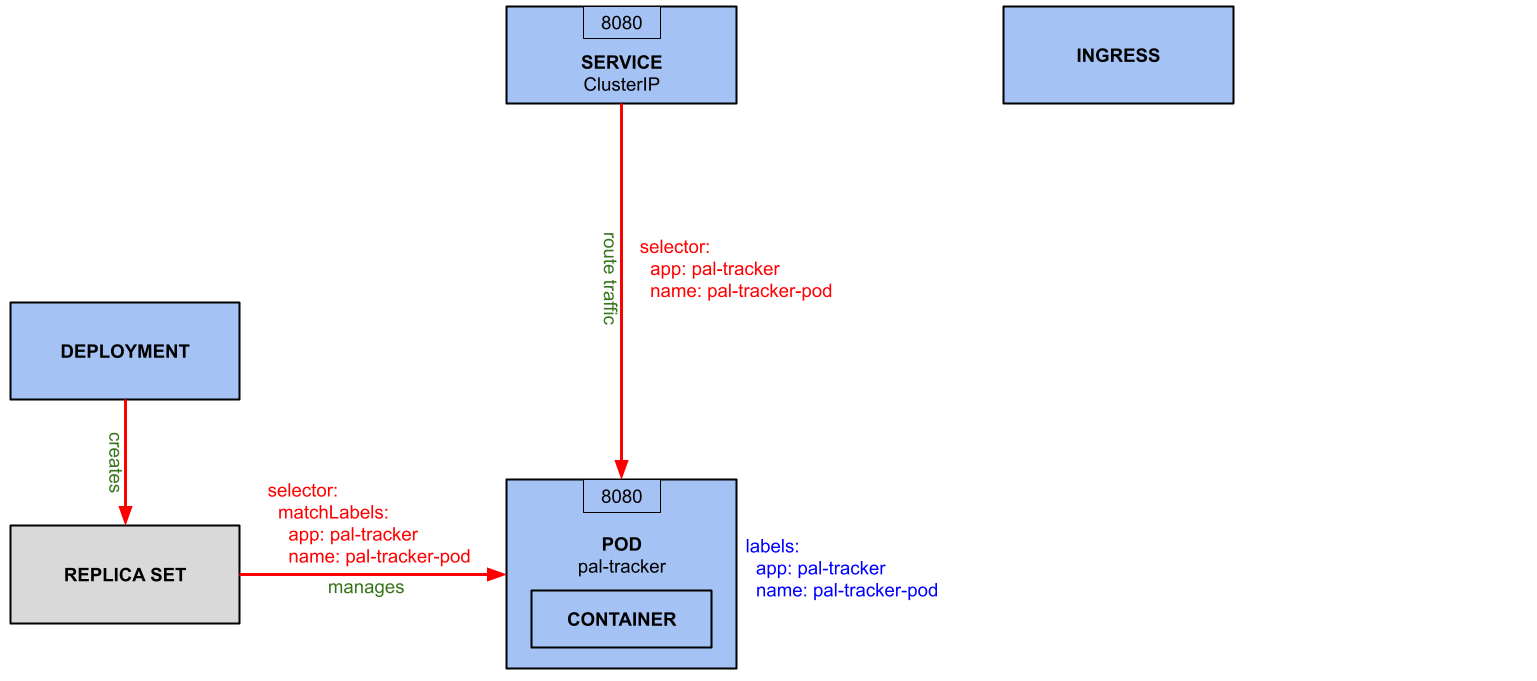 8080
SERVICE
ClusterIP
INGRESS
route traffic
selector:
app: pal-tracker
name: pal-tracker-pod
DEPLOYMENT
creates
REPLICA SET
selector:
matchLabels:
app: pal-tracker
name: pal-tracker-pod
manages
8080
POD
pal-tracker
CONTAINER
labels:
app: pal-tracker
name: pal-tracker-pod